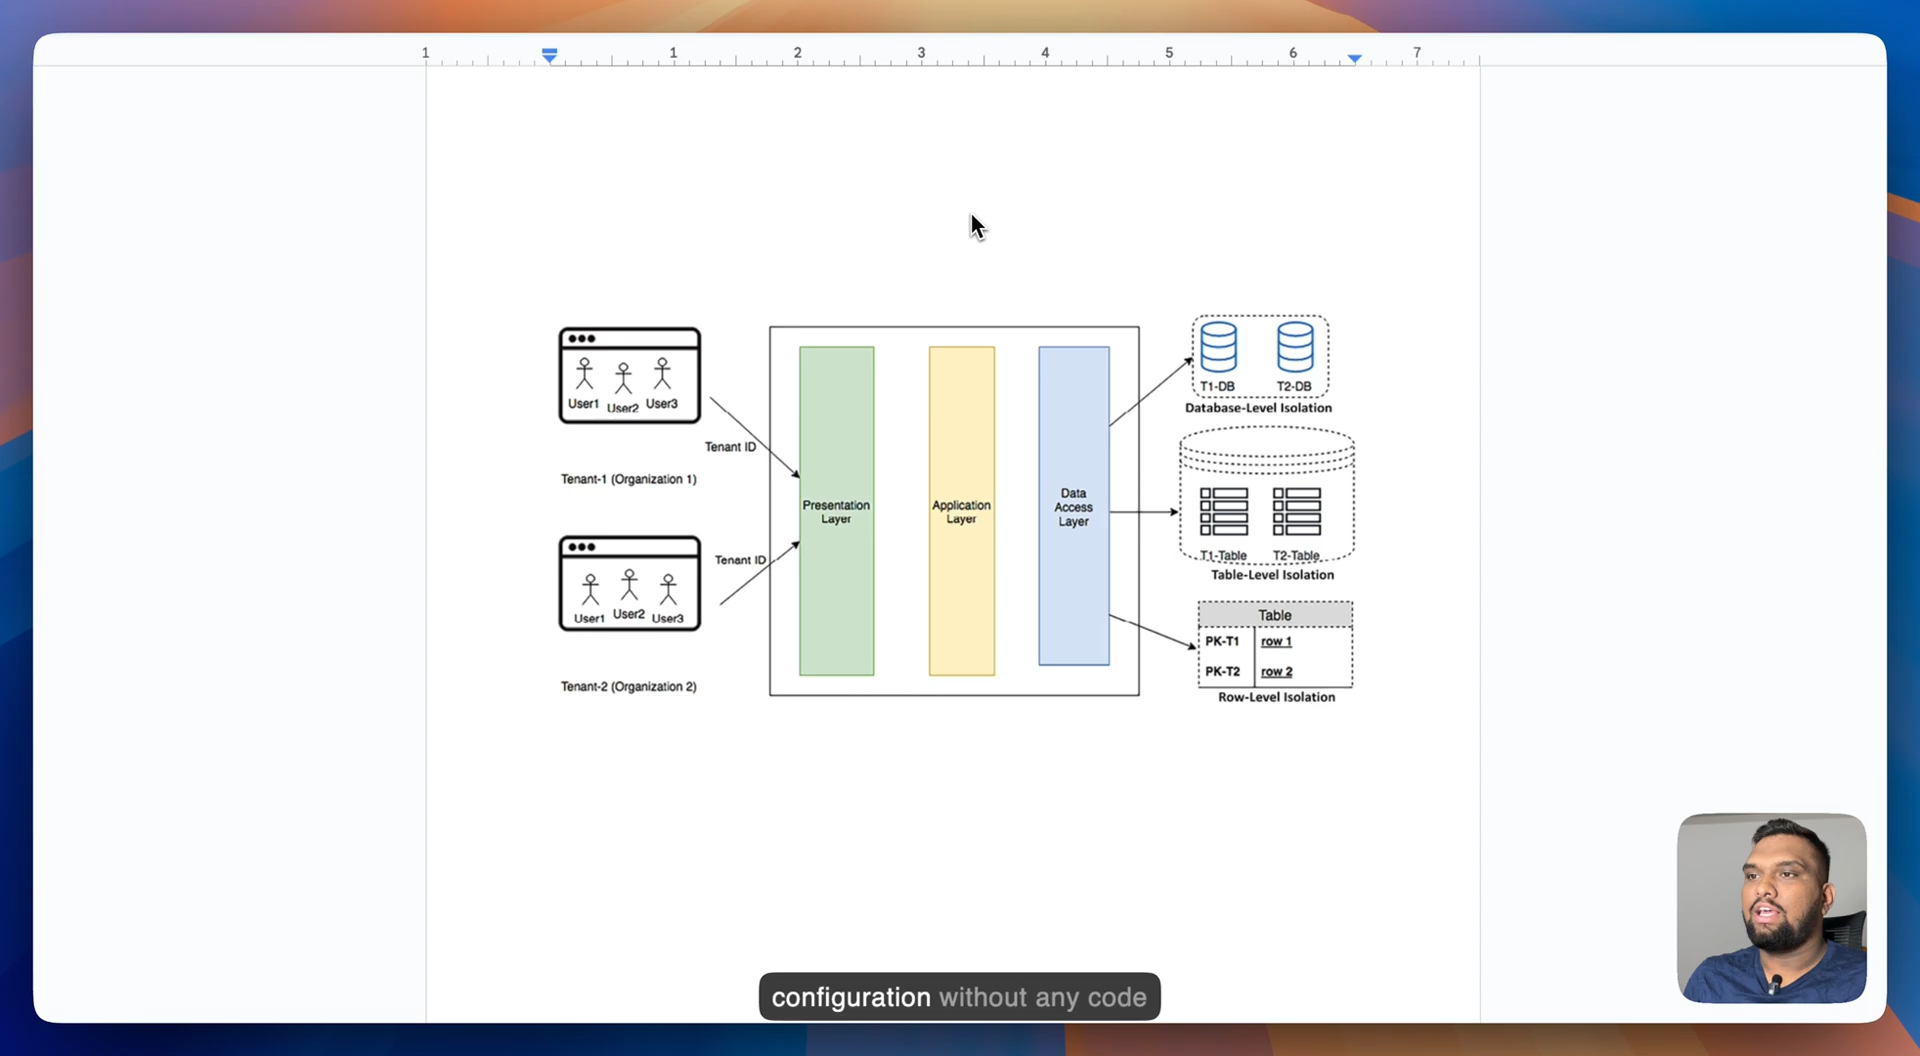 1 1 2 3 4 5 6 7
User1 User2 User3
Tenant ID
Tenant-1 (Organization 1)
Tenant ID
User1 User2 User3
Tenant-2 (Organization 2)
Presentation
Layer
Application
Layer
Data
Access
Layer
T1-DB T2-DB
Database-Level Isolation
T1-Table T2-Table
Table-Level Isolation
Table
PK-T1 row 1
PK-T2 row 2
Row-Level Isolation
configuration without any code